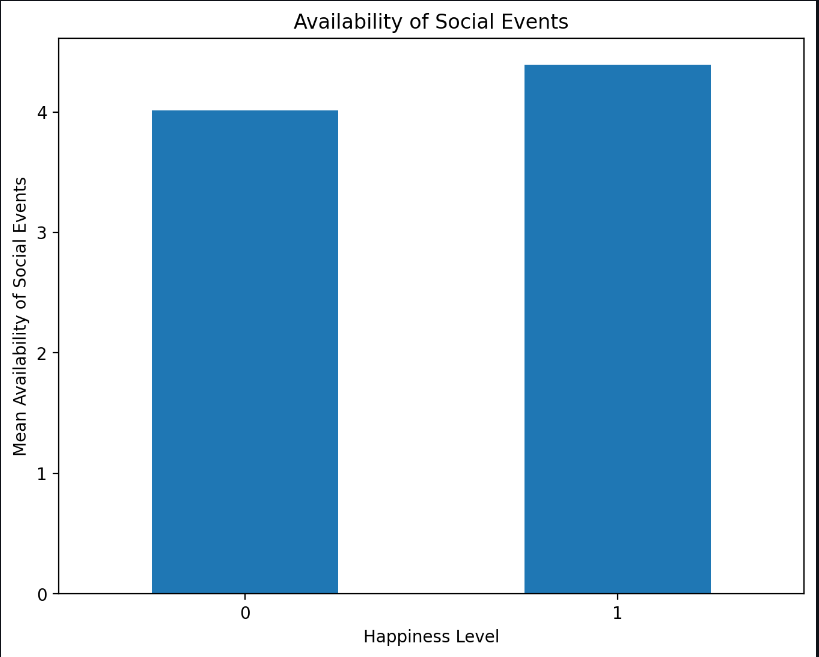 Availability of Social Events
Mean Availability of Social Events
4
3
2
1
0
0 1
Happiness Level